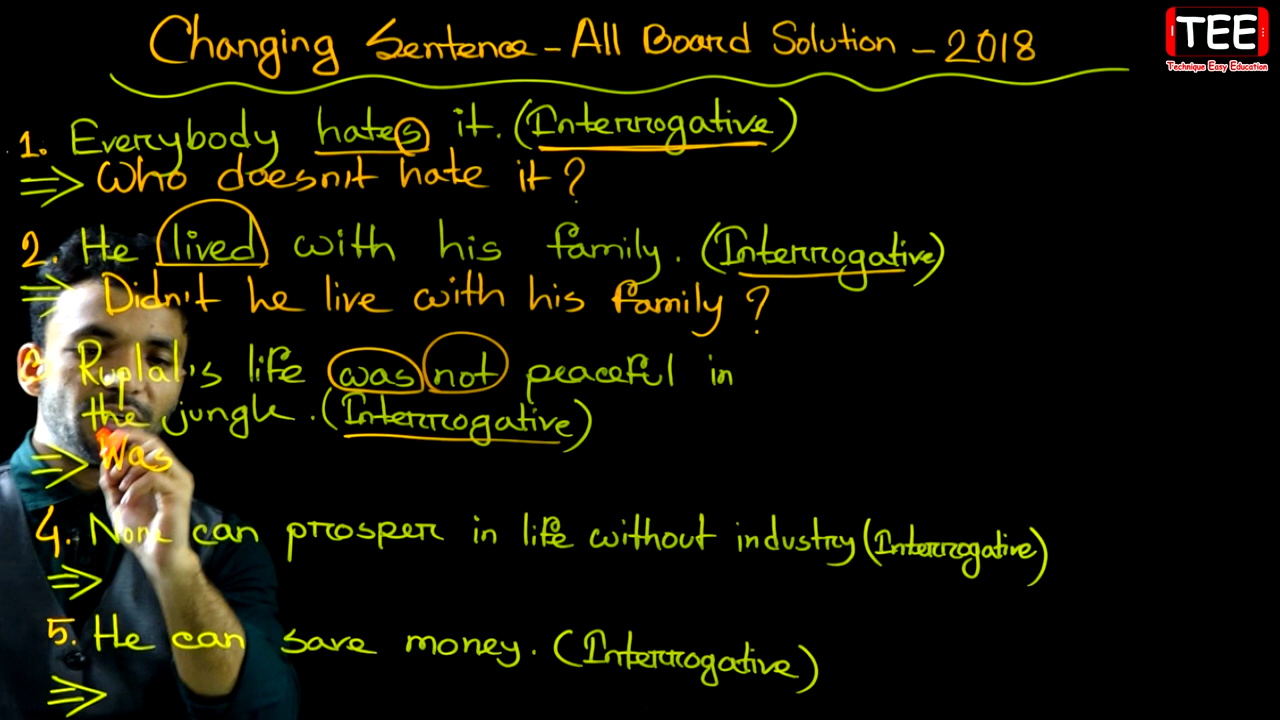 Changing Sentence - All Board Solution - 2018
TEE
Technique Easy Education
1. Everybody hates it. (Interrogative)
⇒ Who doesn't hate it?
2. He lived with his family. (Interrogative)
⇒ Didn't he live with his family?
Ruplal's life was not peaceful in
the jungle. (Interrogative)
⇒ Was
4. None can prosper in life without industry (Interrogative)
⇒
5. He can save money. (Interrogative)
⇒